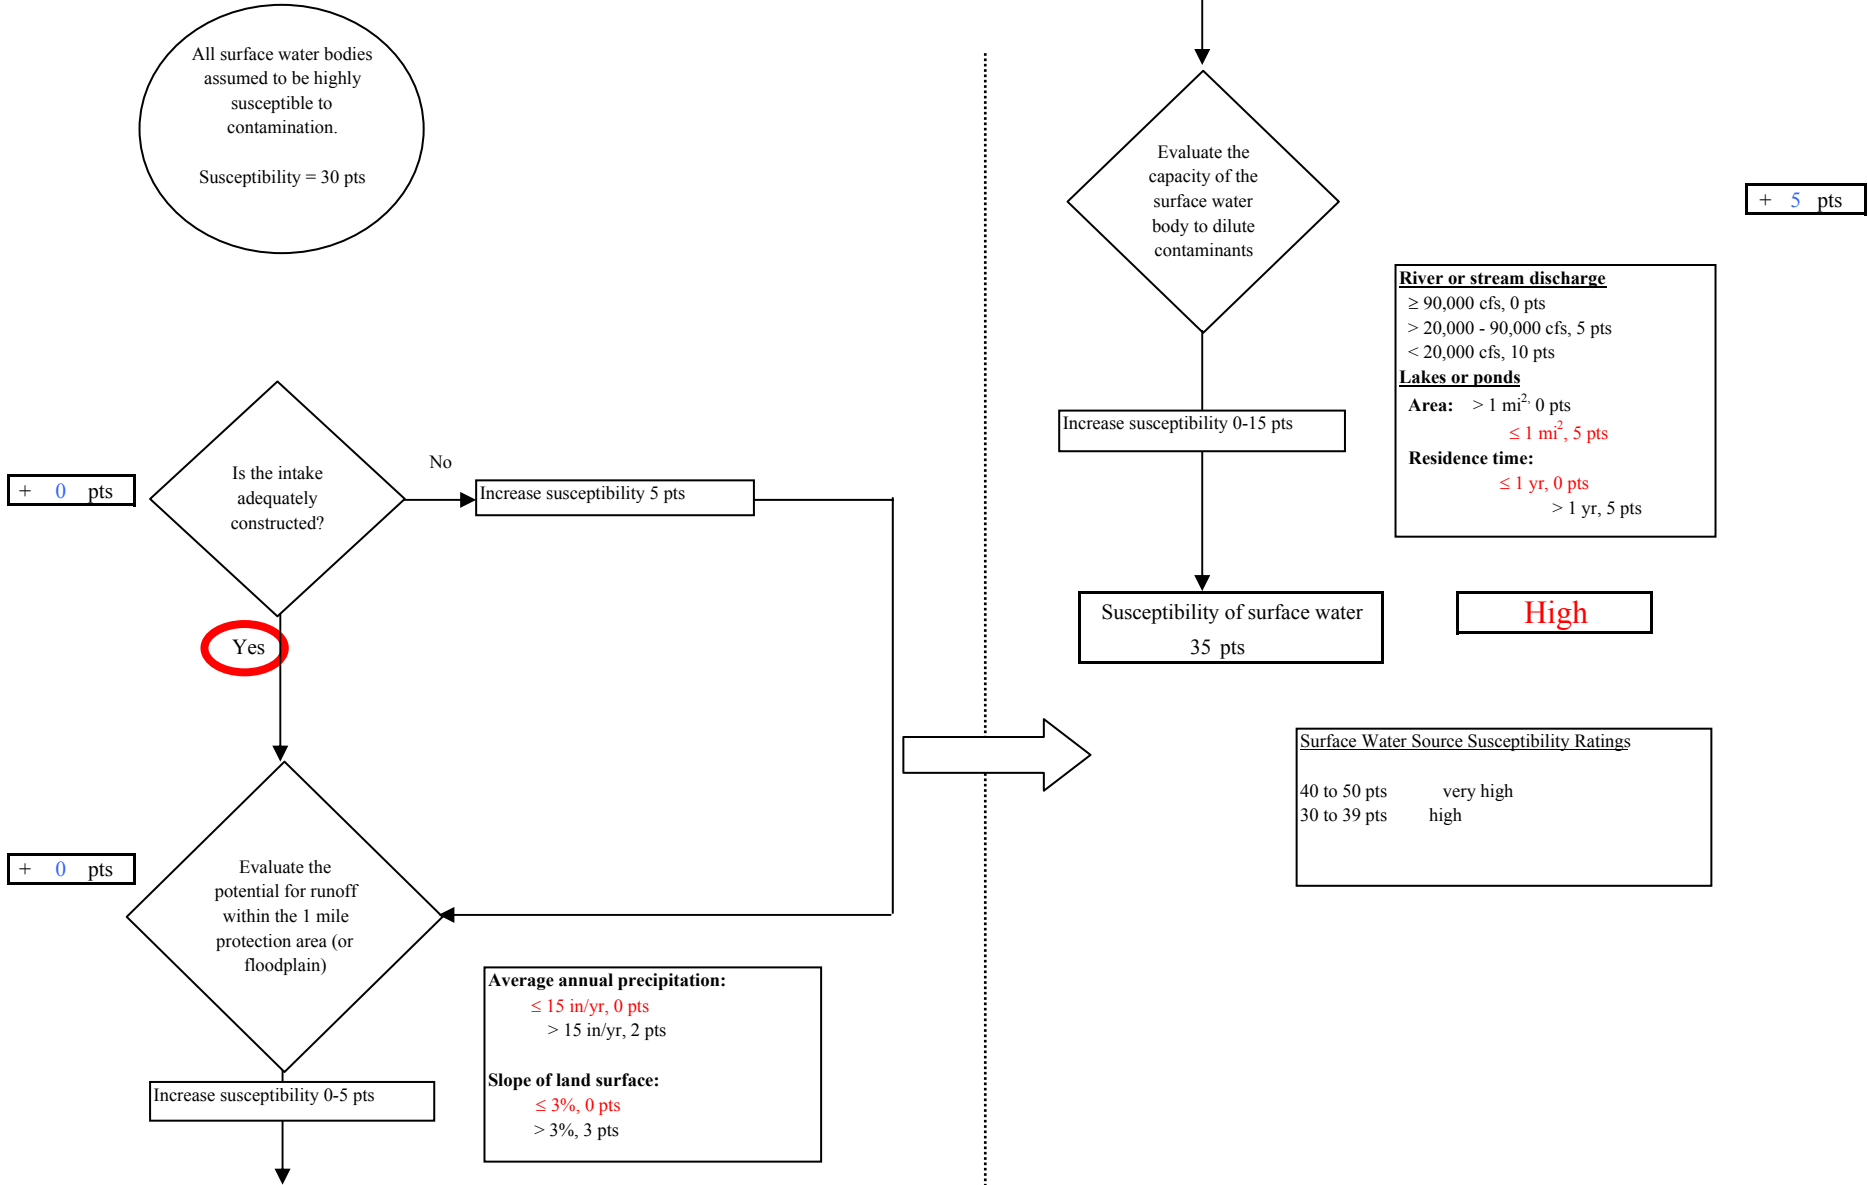 All surface water bodies
assumed to be highly
susceptible to
contamination.
Susceptibility = 30 pts
+ 0 pts
Is the intake
adequately
constructed?
No
Increase susceptibility 5 pts
Yes
+ 0 pts
Evaluate the
potential for runoff
within the 1 mile
protection area (or
floodplain)
Average annual precipitation:
≤ 15 in/yr, 0 pts
> 15 in/yr, 2 pts
Slope of land surface:
≤ 3%, 0 pts
> 3%, 3 pts
Increase susceptibility 0-5 pts
Evaluate the
capacity of the
surface water
body to dilute
contaminants
+ 5 pts
River or stream discharge
≥ 90,000 cfs, 0 pts
> 20,000 - 90,000 cfs, 5 pts
< 20,000 cfs, 10 pts
Lakes or ponds
Area: > 1 mi², 0 pts
≤ 1 mi², 5 pts
Residence time:
≤ 1 yr, 0 pts
> 1 yr, 5 pts
Increase susceptibility 0-15 pts
Susceptibility of surface water
35 pts
High
Surface Water Source Susceptibility Ratings
40 to 50 pts very high
30 to 39 pts high